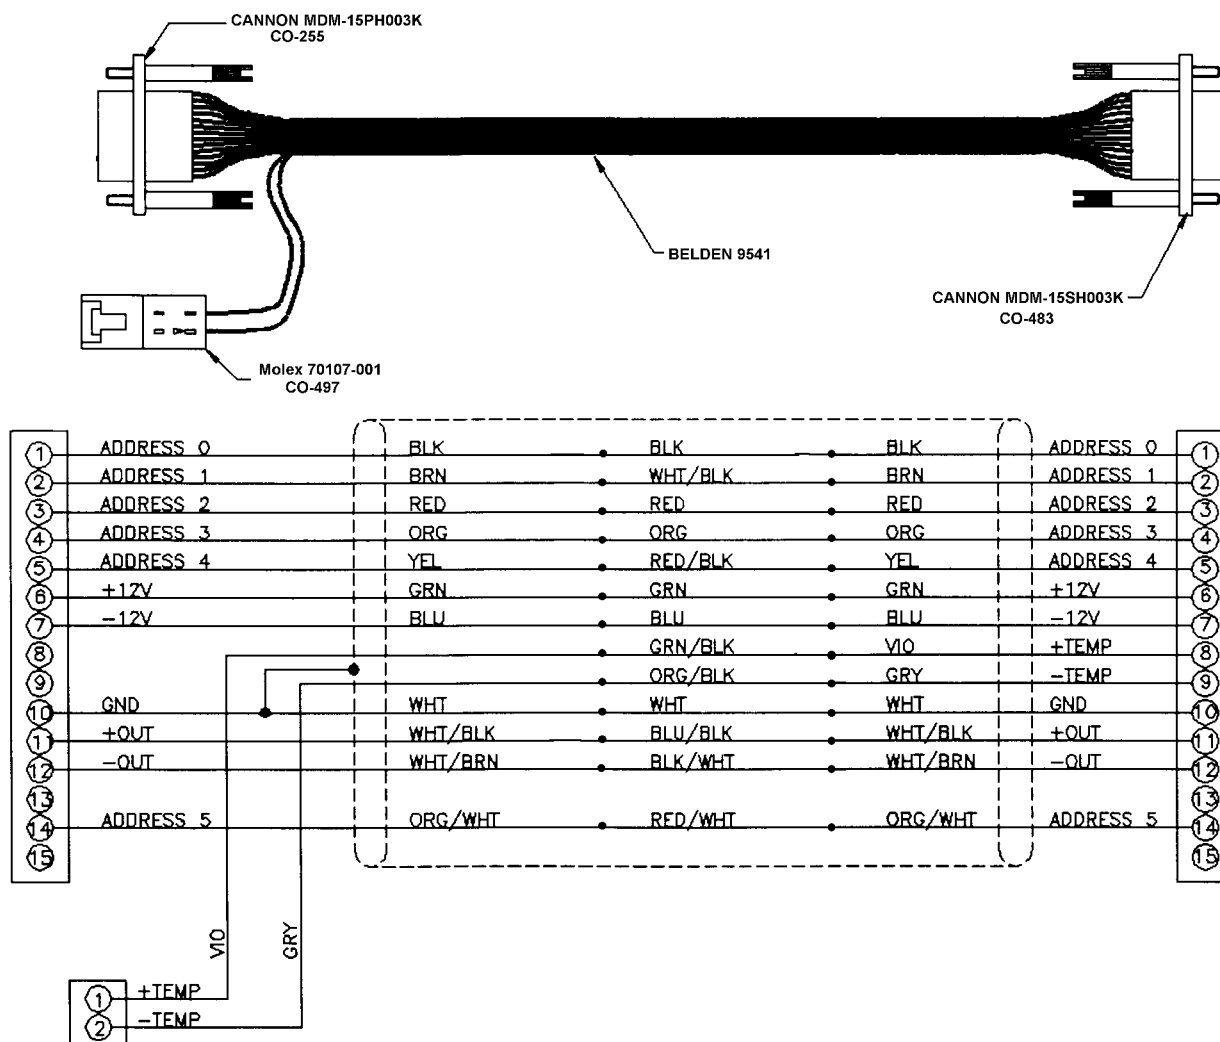 CANNON MDM-15PH003K
CO-255
BELDEN 9541
CANNON MDM-15SH003K
CO-483
Molex 70107-001
CO-497
1 ADDRESS 0 BLK BLK BLK ADDRESS 0 1
2 ADDRESS 1 BRN WHT/BLK BRN ADDRESS 1 2
3 ADDRESS 2 RED RED RED ADDRESS 2 3
4 ADDRESS 3 ORG ORG ORG ADDRESS 3 4
5 ADDRESS 4 YEL RED/BLK YEL ADDRESS 4 5
6 +12V GRN GRN GRN +12V 6
7 -12V BLU BLU BLU -12V 7
8 GRN/BLK VIO +TEMP 8
9 ORG/BLK GRY -TEMP 9
10 GND WHT WHT WHT GND 10
11 +OUT WHT/BLK BLU/BLK WHT/BLK +OUT 11
12 -OUT WHT/BRN BLK/WHT WHT/BRN -OUT 12
13 13
14 ADDRESS 5 ORG/WHT RED/WHT ORG/WHT ADDRESS 5 14
15 15
VIO GRY
1 +TEMP
2 -TEMP